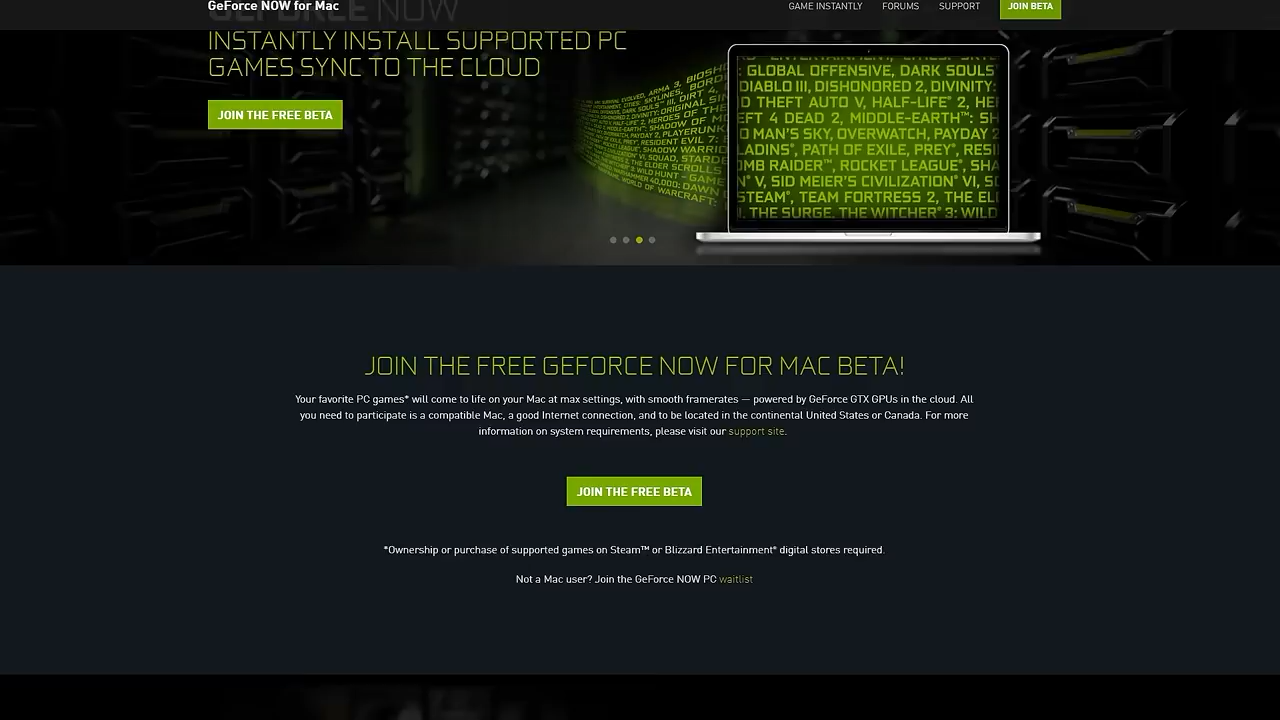 GEFORCE NOW
GeForce NOW for Mac
GAME INSTANTLY
FORUMS
SUPPORT
JOIN BETA
INSTANTLY INSTALL SUPPORTED PC
GAMES SYNC TO THE CLOUD
JOIN THE FREE BETA
: GLOBAL OFFENSIVE, DARK SOULS™
DIABLO III, DISHONORED 2, DIVINITY:
D THEFT AUTO V, HALF-LIFE® 2, HE
EFT 4 DEAD 2, MIDDLE-EARTH™: SH
O MAN'S SKY, OVERWATCH, PAYDAY 2
LADINS®, PATH OF EXILE, PREY®, RESI
OMB RAIDER™, ROCKET LEAGUE®, SHA
N® V, SID MEIER'S CIVILIZATION® VI, S
STEAM®, TEAM FORTRESS 2, THE EL
, THE SURGE, THE WITCHER® 3: WILD
JOIN THE FREE GEFORCE NOW FOR MAC BETA!
Your favorite PC games* will come to life on your Mac at max settings, with smooth framerates — powered by GeForce GTX GPUs in the cloud. All
you need to participate is a compatible Mac, a good Internet connection, and to be located in the continental United States or Canada. For more
information on system requirements, please visit our support site.
JOIN THE FREE BETA
*Ownership or purchase of supported games on Steam™ or Blizzard Entertainment® digital stores required.
Not a Mac user? Join the GeForce NOW PC waitlist